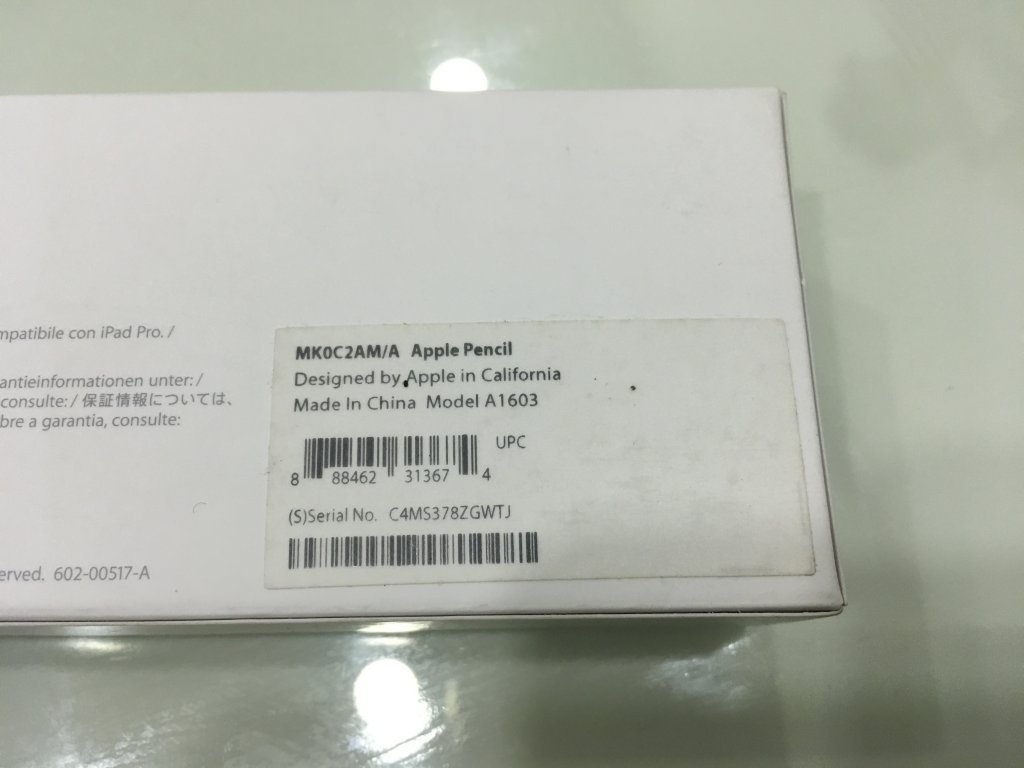 mpatibile con iPad Pro. /
antieinformationen unter: /
consulte: / 保証情報については、
bre a garantia, consulte:
erved. 602-00517-A
MK0C2AM/A Apple Pencil
Designed by Apple in California
Made In China Model A1603
UPC
8 88462 31367 4
(S)Serial No. C4MS378ZGWTJ